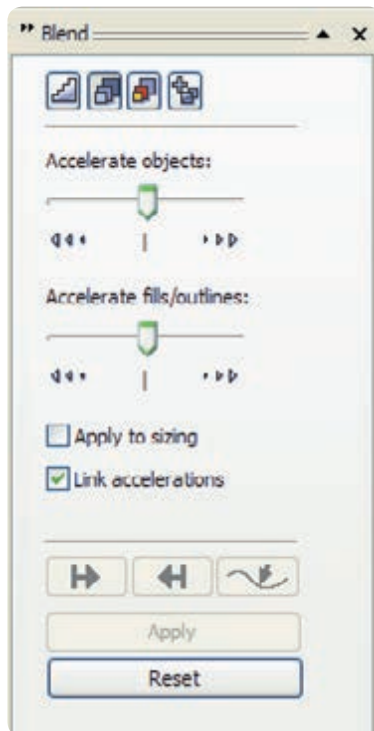 Blend
Accelerate objects:
Accelerate fills/outlines:
Apply to sizing
Link accelerations
Apply
Reset